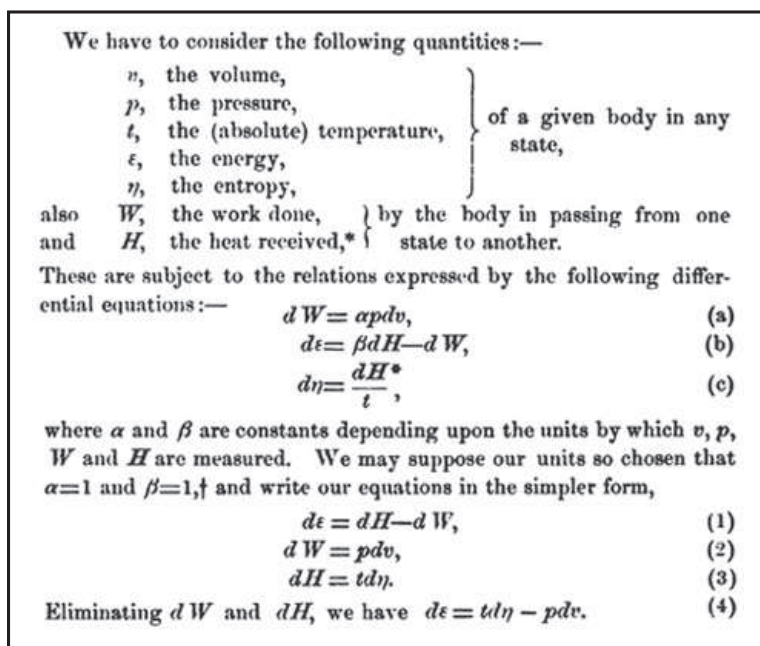 We have to consider the following quantities:—
v, the volume,
p, the pressure,
t, the (absolute) temperature,
ε, the energy,
η, the entropy,
} of a given body in any
state,
also W, the work done,
and H, the heat received,*
} by the body in passing from one
state to another.
These are subject to the relations expressed by the following differ-
ential equations:—
dW=αpdv, (a)
dε=βdH—dW, (b)
dη=dH*/t, (c)
where α and β are constants depending upon the units by which v, p,
W and H are measured. We may suppose our units so chosen that
α=1 and β=1,† and write our equations in the simpler form,
dε=dH—dW, (1)
dW=pdv, (2)
dH=tdη. (3)
Eliminating dW and dH, we have dε=tdη – pdv. (4)